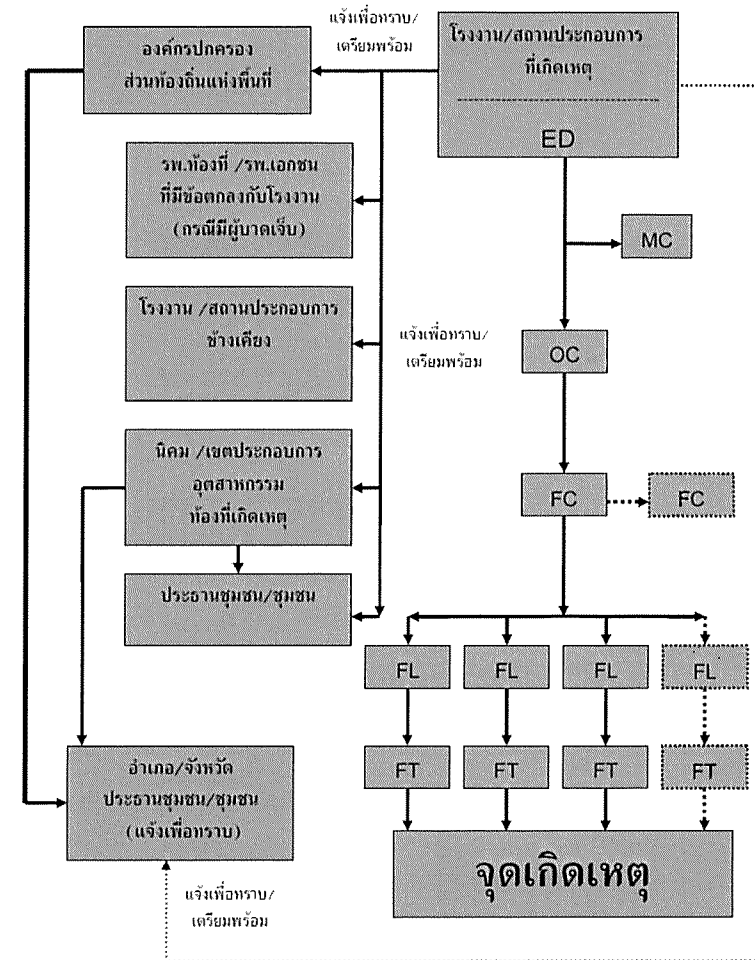 แจ้งเพื่อทราบ/
เตรียมพร้อม
องค์กรปกครอง
ส่วนท้องถิ่นแห่งพื้นที่
โรงงาน/สถานประกอบการ
ที่เกิดเหตุ
ED
รพ.ท้องที่ /รพ.เอกชน
ที่มีข้อตกลงกับโรงงาน
(กรณีมีผู้บาดเจ็บ)
MC
โรงงาน /สถานประกอบการ
ข้างเคียง
แจ้งเพื่อทราบ/
เตรียมพร้อม
OC
นิคม /เขตประกอบการ
อุตสาหกรรม
ท้องที่เกิดเหตุ
FC
FC
ประธานชุมชน/ชุมชน
FL
FL
FL
FL
FT
FT
FT
FT
อำเภอ/จังหวัด
ประธานชุมชน/ชุมชน
(แจ้งเพื่อทราบ)
จุดเกิดเหตุ
แจ้งเพื่อทราบ/
เตรียมพร้อม